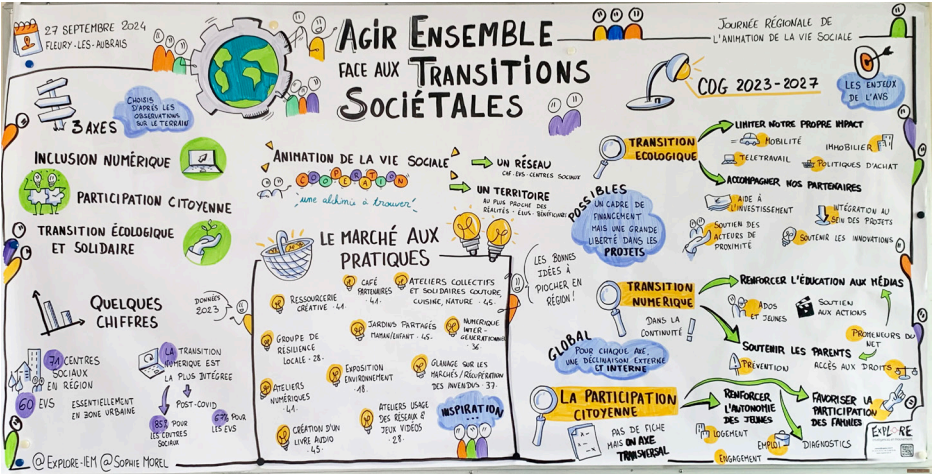 27 SEPTEMBRE 2024
FLEURY-LES-AUBRAIS
AGIR ENSEMBLE
FACE AUX TRANSITIONS
SOCIÉTALES
JOURNÉE RÉGIONALE DE
L'ANIMATION DE LA VIE SOCIALE
CDG 2023-2027
LES ENJEUX
DE L'AVS
3 AXES
CHOISIS
D'APRÈS LES
OBSERVATIONS
SUR LE TERRAIN
INCLUSION NUMÉRIQUE
PARTICIPATION CITOYENNE
TRANSITION ÉCOLOGIQUE
ET SOLIDAIRE
QUELQUES
CHIFFRES
DONNÉES
2023
71 CENTRES
SOCIAUX
EN RÉGION
60 EVS
ESSENTIELLEMENT
EN ZONE URBAINE
LA TRANSITION
NUMÉRIQUE EST
LA PLUS INTÉGRÉE
POST-COVID
85% POUR
LES CENTRES
SOCIAUX
67% POUR
LES EVS
@EXPLORE-IEM @SOPHIE MOREL
ANIMATION DE LA VIE SOCIALE
COOPÉRATION
une alchimie à trouver!
UN RÉSEAU
CAF.EVS.CENTRES SOCIAUX
UN TERRITOIRE
AU PLUS PROCHE DES
RÉALITÉS - ÉLUS - BÉNÉFICIAIRES
LE MARCHÉ AUX
PRATIQUES
RESSOURCERIE
CRÉATIVE .41.
CAFÉ
PARTENAIRES
.41.
ATELIERS COLLECTIFS
ET SOLIDAIRES COUTURE,
CUISINE, NATURE .45.
GROUPE DE
RÉSILIENCE
LOCALE .28.
JARDINS PARTAGÉS
MAMAN/ENFANT .45.
NUMÉRIQUE
INTER-
GÉNÉRATIONNEL
.36
ATELIERS
NUMÉRIQUES
.41.
EXPOSITION
ENVIRONNEMENT
.18
GLANAGE SUR LES
MARCHÉS / RÉCUPÉRATION
DES INVENDUS .37.
CRÉATION D'UN
LIVRE AUDIO
.45.
ATELIERS USAGE
DES RÉSEAUX &
JEUX VIDÉOS
.28.
INSPIRATION
...
LES BONNES
IDÉES À
PIOCHER EN
RÉGION!
POSSIBLES
UN CADRE DE
FINANCEMENT
MAIS UNE GRANDE
LIBERTÉ DANS LES
PROJETS
TRANSITION
ÉCOLOGIQUE
LIMITER NOTRE PROPRE IMPACT
MOBILITÉ
IMMOBILIER
TÉLÉTRAVAIL
POLITIQUES D'ACHAT
ACCOMPAGNER NOS PARTENAIRES
AIDE À
L'INVESTISSEMENT
INTÉGRATION AU
SEIN DES PROJETS
SOUTIEN DES
ACTEURS DE
PROXIMITÉ
SOUTENIR LES INNOVATIONS
TRANSITION
NUMÉRIQUE
DANS LA
CONTINUITÉ !
RENFORCER L'ÉDUCATION AUX MÉDIAS
ADOS
ET JEUNES
SOUTIEN
AUX ACTIONS
PROMENEURS DU
NET
SOUTENIR LES PARENTS
PRÉVENTION
ACCÈS AUX DROITS
GLOBAL
POUR CHAQUE AXE
UNE DÉCLINAISON EXTERNE
ET INTERNE
LA PARTICIPATION
CITOYENNE
PAS DE FICHE
MAIS UN AXE
TRANSVERSAL
RENFORCER
L'AUTONOMIE
DES JEUNES
LOGEMENT
EMPLOI
ENGAGEMENT
FAVORISER LA
PARTICIPATION
DES FAMILLES
DIAGNOSTICS
EXPLORE